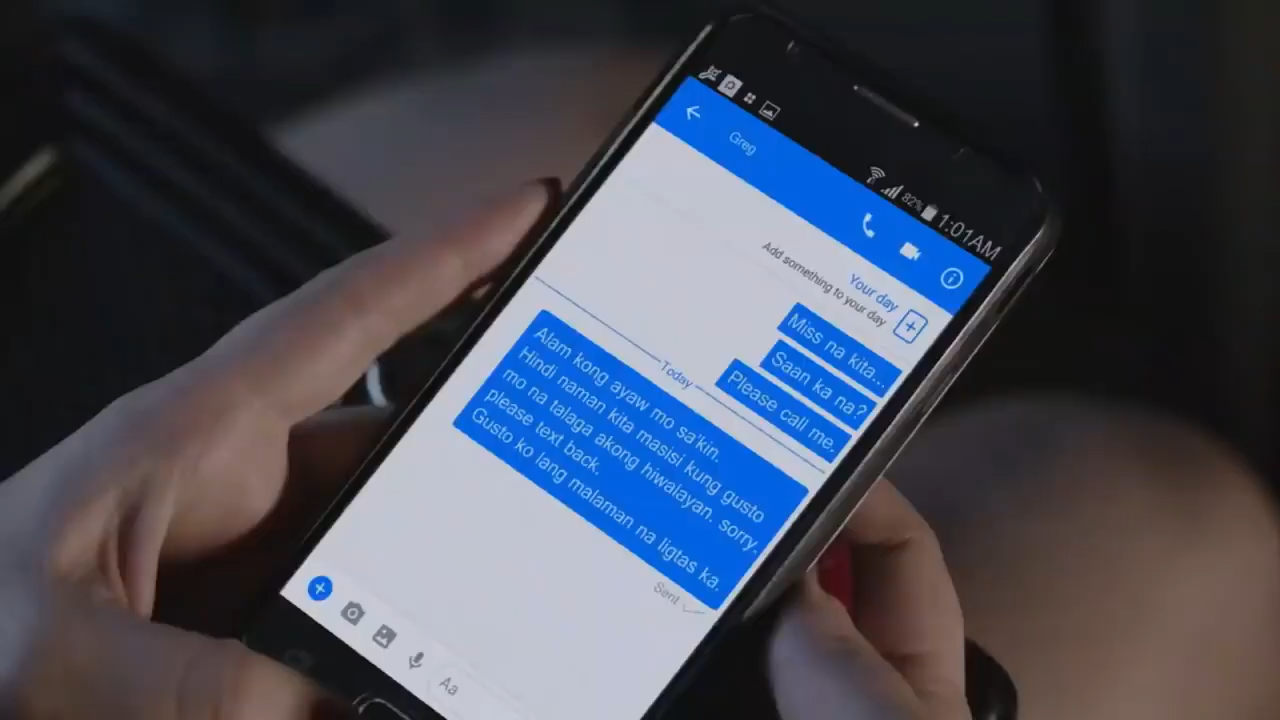 82% 1:01AM
Greg
Your day
Add something to your day
Miss na kita...
Saan ka na?
Please call me.
Today
Alam kong ayaw mo sa'kin.
Hindi naman kita masisi kung gusto
mo na talaga akong hiwalayan. sorry.
please text back.
Gusto ko lang malaman na ligtas ka.
Sent
Aa